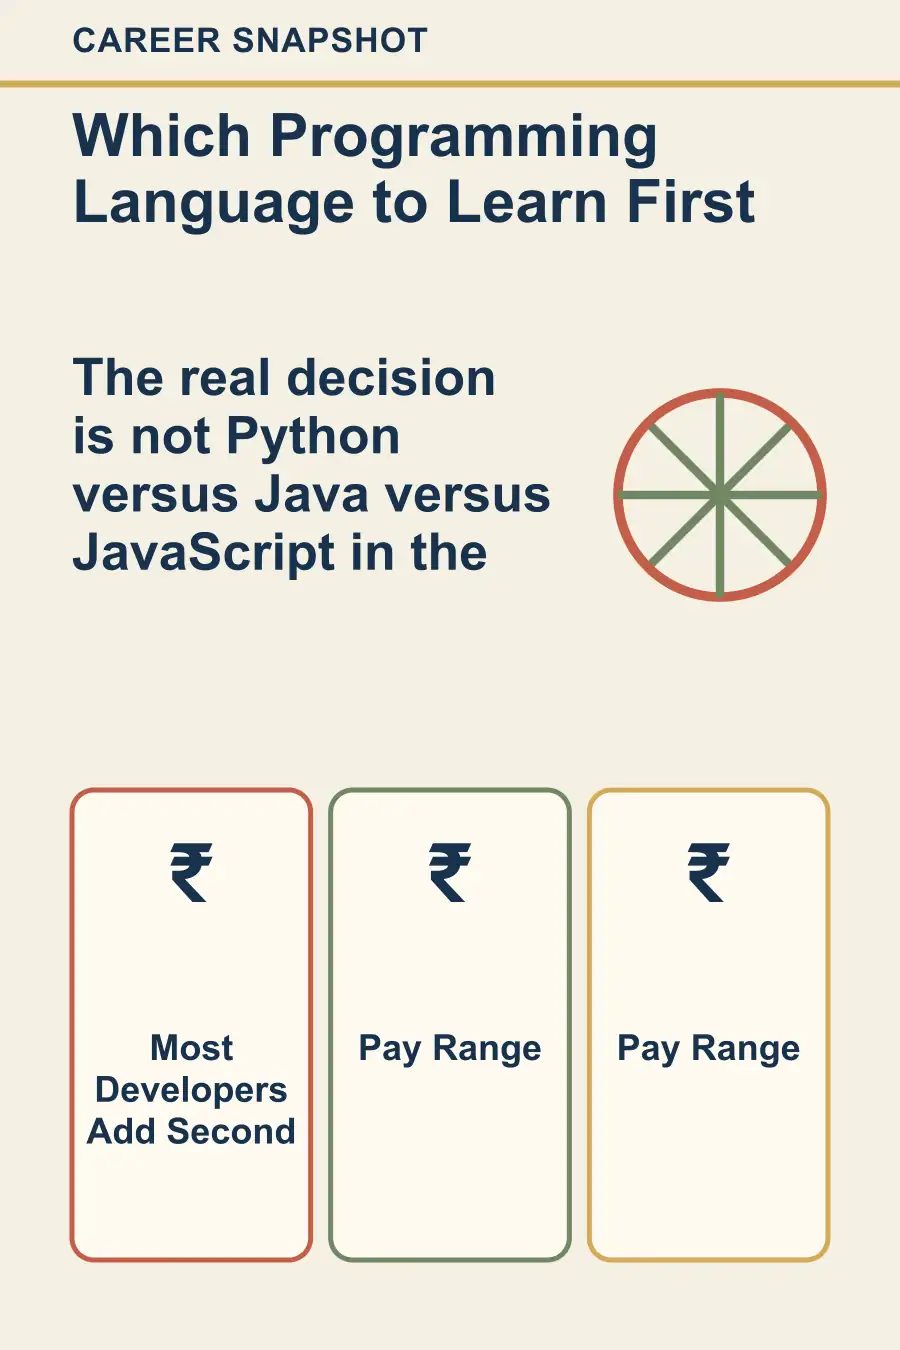 CAREER SNAPSHOT
Which Programming
Language to Learn First
The real decision
is not Python
versus Java versus
JavaScript in the
₹
Most
Developers
Add Second
₹
Pay Range
₹
Pay Range